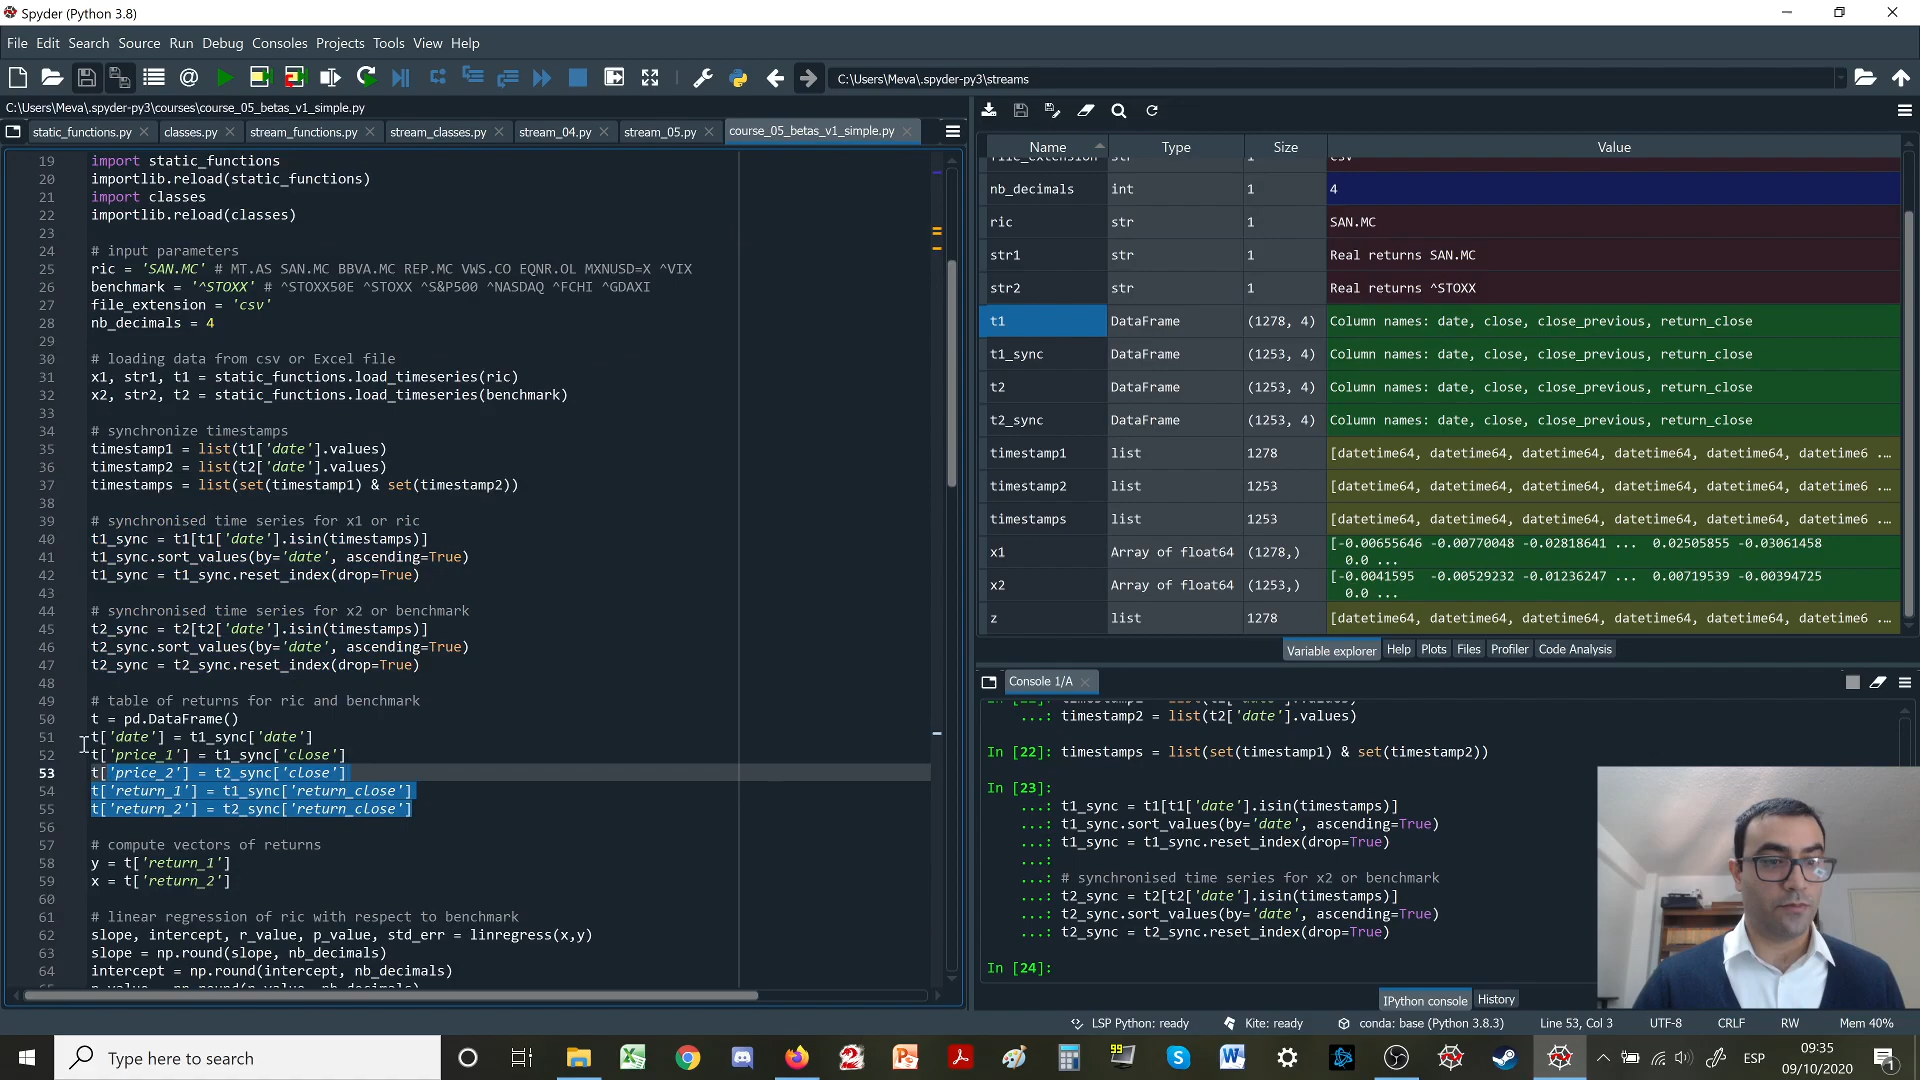 Spyder (Python 3.8)
File Edit Search Source Run Debug Consoles Projects Tools View Help
C:\Users\Meva\.spyder-py3\streams
C:\Users\Meva\.spyder-py3\courses\course_05_betas_v1_simple.py
static_functions.py classes.py stream_functions.py stream_classes.py stream_04.py stream_05.py course_05_betas_v1_simple.py
19 import static_functions
20 importlib.reload(static_functions)
21 import classes
22 importlib.reload(classes)
23
24 # input parameters
25 ric = 'SAN.MC' # MT.AS SAN.MC BBVA.MC REP.MC VWS.CO EQNR.OL MXNUSD=X ^VIX
26 benchmark = '^STOXX' # ^STOXX50E ^STOXX ^S&P500 ^NASDAQ ^FCHI ^GDAXI
27 file_extension = 'csv'
28 nb_decimals = 4
29
30 # loading data from csv or Excel file
31 x1, str1, t1 = static_functions.load_timeseries(ric)
32 x2, str2, t2 = static_functions.load_timeseries(benchmark)
33
34 # synchronize timestamps
35 timestamp1 = list(t1['date'].values)
36 timestamp2 = list(t2['date'].values)
37 timestamps = list(set(timestamp1) & set(timestamp2))
38
39 # synchronised time series for x1 or ric
40 t1_sync = t1[t1['date'].isin(timestamps)]
41 t1_sync.sort_values(by='date', ascending=True)
42 t1_sync = t1_sync.reset_index(drop=True)
43
44 # synchronised time series for x2 or benchmark
45 t2_sync = t2[t2['date'].isin(timestamps)]
46 t2_sync.sort_values(by='date', ascending=True)
47 t2_sync = t2_sync.reset_index(drop=True)
48
49 # table of returns for ric and benchmark
50 t = pd.DataFrame()
51 t['date'] = t1_sync['date']
52 t['price_1'] = t1_sync['close']
53 t['price_2'] = t2_sync['close']
54 t['return_1'] = t1_sync['return_close']
55 t['return_2'] = t2_sync['return_close']
56
57 # compute vectors of returns
58 y = t['return_1']
59 x = t['return_2']
60
61 # linear regression of ric with respect to benchmark
62 slope, intercept, r_value, p_value, std_err = linregress(x,y)
63 slope = np.round(slope, nb_decimals)
64 intercept = np.round(intercept, nb_decimals)
Name Type Size Value
file_extension str 1 csv
nb_decimals int 1 4
ric str 1 SAN.MC
str1 str 1 Real returns SAN.MC
str2 str 1 Real returns ^STOXX
t1 DataFrame (1278, 4) Column names: date, close, close_previous, return_close
t1_sync DataFrame (1253, 4) Column names: date, close, close_previous, return_close
t2 DataFrame (1253, 4) Column names: date, close, close_previous, return_close
t2_sync DataFrame (1253, 4) Column names: date, close, close_previous, return_close
timestamp1 list 1278 [datetime64, datetime64, datetime64, datetime64, datetime64, datetime6 ...
timestamp2 list 1253 [datetime64, datetime64, datetime64, datetime64, datetime64, datetime6 ...
timestamps list 1253 [datetime64, datetime64, datetime64, datetime64, datetime64, datetime6 ...
x1 Array of float64 (1278,) [-0.00655646 -0.00770048 -0.02818641 ... 0.02505855 -0.03061458
0.0 ...
x2 Array of float64 (1253,) [-0.0041595 -0.00529232 -0.01236247 ... 0.00719539 -0.00394725
0.0 ...
z list 1278 [datetime64, datetime64, datetime64, datetime64, datetime64, datetime6 ...
Variable explorer Help Plots Files Profiler Code Analysis
Console 1/A
...: timestamp2 = list(t2['date'].values)
In [22]: timestamps = list(set(timestamp1) & set(timestamp2))
In [23]:
...: t1_sync = t1[t1['date'].isin(timestamps)]
...: t1_sync.sort_values(by='date', ascending=True)
...: t1_sync = t1_sync.reset_index(drop=True)
...:
...: # synchronised time series for x2 or benchmark
...: t2_sync = t2[t2['date'].isin(timestamps)]
...: t2_sync.sort_values(by='date', ascending=True)
...: t2_sync = t2_sync.reset_index(drop=True)
In [24]:
IPython console History
LSP Python: ready Kite: ready conda: base (Python 3.8.3) Line 53, Col 3 UTF-8 CRLF RW Mem 40%
Type here to search
99
ESP
09:35
09/10/2020
1